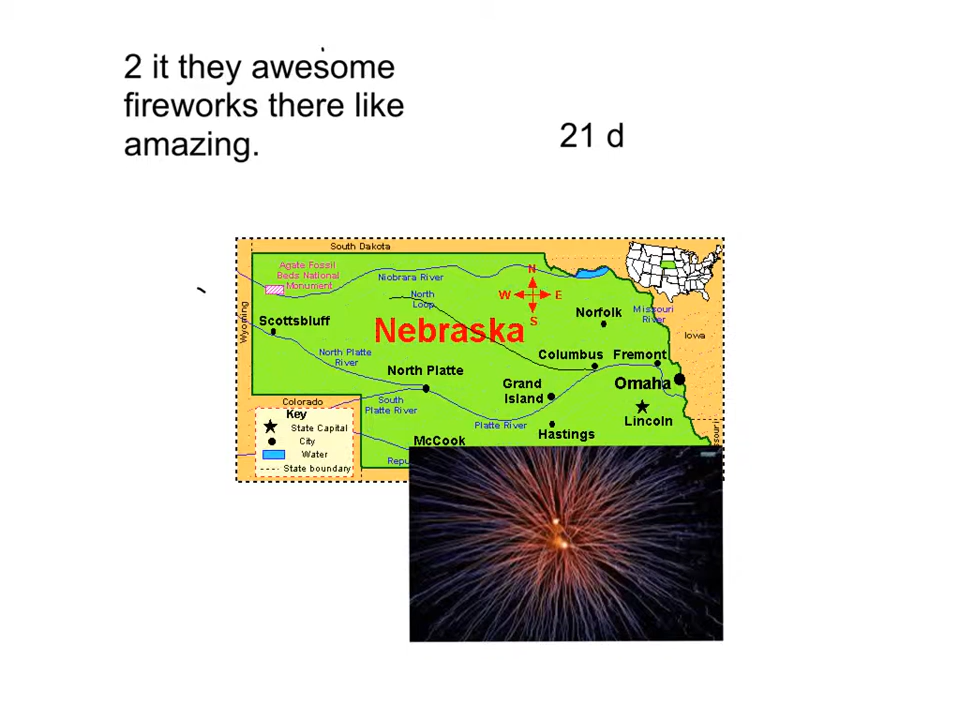 2 it they awesome
fireworks there like
amazing.
21 d
South Dakota
Agate Fossil
Beds National
Monument
Niobrara River
North
Loop
N
W
E
S
Missouri
River
Iowa
Wyoming
Scottsbluff
Nebraska
Norfolk
North Platte
River
North Platte
Columbus
Fremont
Omaha
Grand
Island
Lincoln
South
Platte River
Platte River
Hastings
McCook
Colorado
Key
State Capital
City
Water
State boundary